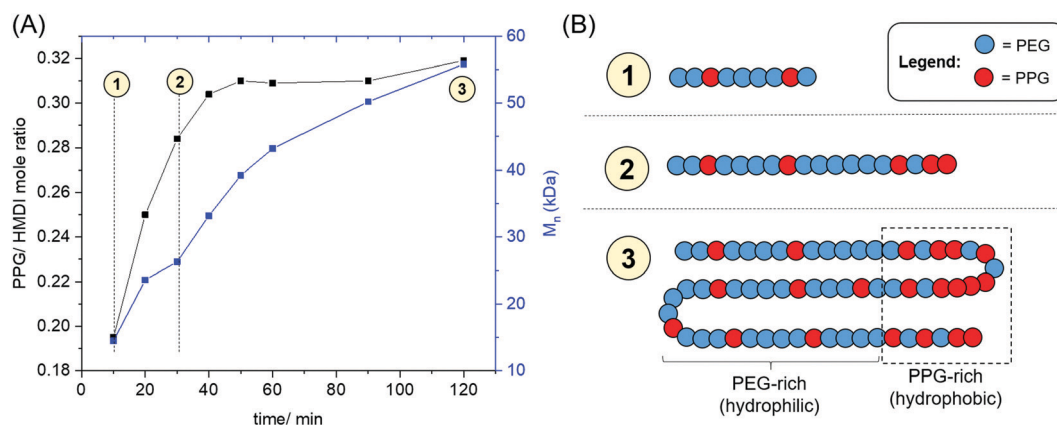 (A)
PPG/ HMDI mole ratio
0.32
0.30
0.28
0.26
0.24
0.22
0.20
0.18
1
2
3
60
50
40
30
20
10
Mn (kDa)
0 20 40 60 80 100 120
time/ min
(B)
Legend:
= PEG
= PPG
1
2
3
PEG-rich
(hydrophilic)
PPG-rich
(hydrophobic)